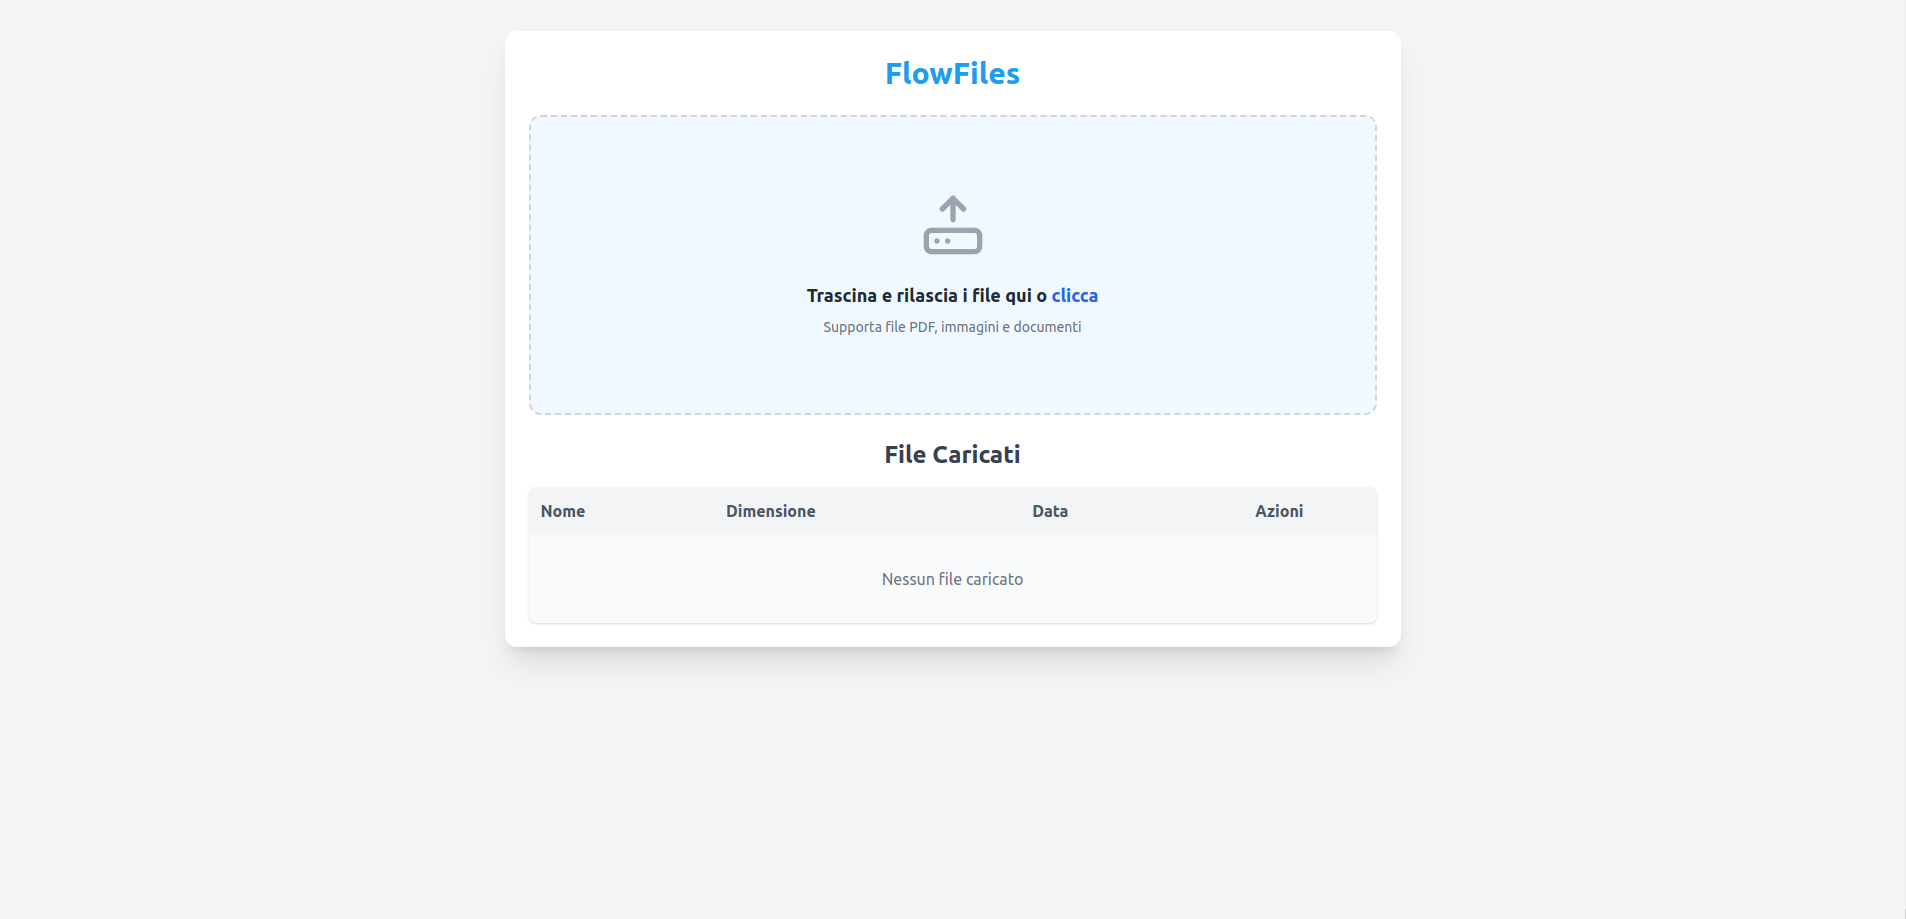 FlowFiles
Trascina e rilascia i file qui o clicca
Supporta file PDF, immagini e documenti
File Caricati
Nome Dimensione Data Azioni
Nessun file caricato